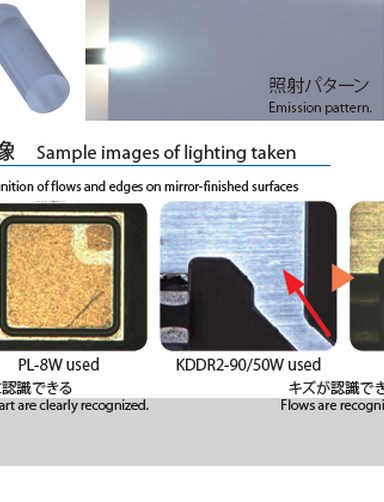 照射パターン
Emission pattern.
像 Sample images of lighting taken
nition of flows and edges on mirror-finished surfaces
PL-8W used
KDDR2-90/50W used
認識できる
キズが認識でき
art are clearly recognized.
Flows are recogni